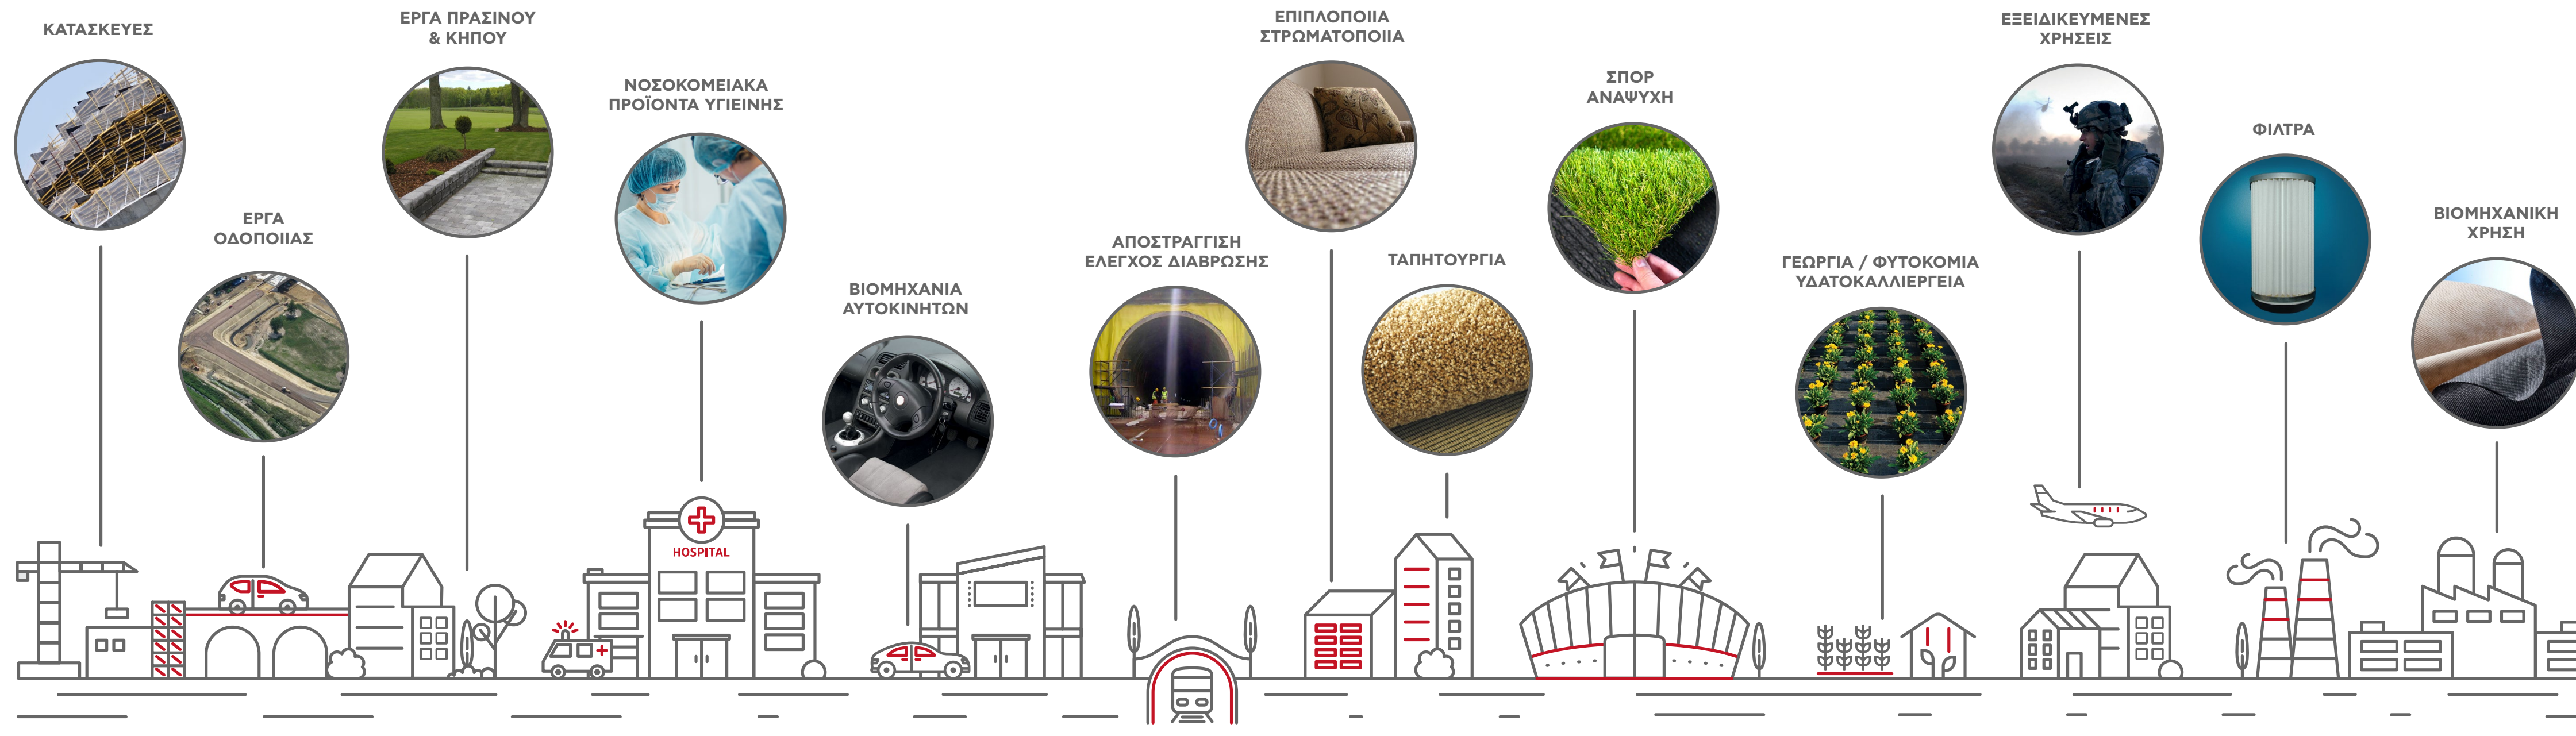 ΚΑΤΑΣΚΕΥΕΣ
ΕΡΓΑ
ΟΔΟΠΟΙΙΑΣ
ΕΡΓΑ ΠΡΑΣΙΝΟΥ
& ΚΗΠΟΥ
ΝΟΣΟΚΟΜΕΙΑΚΑ
ΠΡΟΪΟΝΤΑ ΥΓΙΕΙΝΗΣ
HOSPITAL
ΒΙΟΜΗΧΑΝΙΑ
ΑΥΤΟΚΙΝΗΤΩΝ
ΑΠΟΣΤΡΑΓΓΙΣΗ
ΕΛΕΓΧΟΣ ΔΙΑΒΡΩΣΗΣ
ΕΠΙΠΛΟΠΟΙΙΑ
ΣΤΡΩΜΑΤΟΠΟΙΙΑ
ΤΑΠΗΤΟΥΡΓΙΑ
ΣΠΟΡ
ΑΝΑΨΥΧΗ
ΓΕΩΡΓΙΑ / ΦΥΤΟΚΟΜΙΑ
ΥΔΑΤΟΚΑΛΛΙΕΡΓΕΙΑ
ΕΞΕΙΔΙΚΕΥΜΕΝΕΣ
ΧΡΗΣΕΙΣ
ΦΙΛΤΡΑ
ΒΙΟΜΗΧΑΝΙΚΗ
ΧΡΗΣΗ